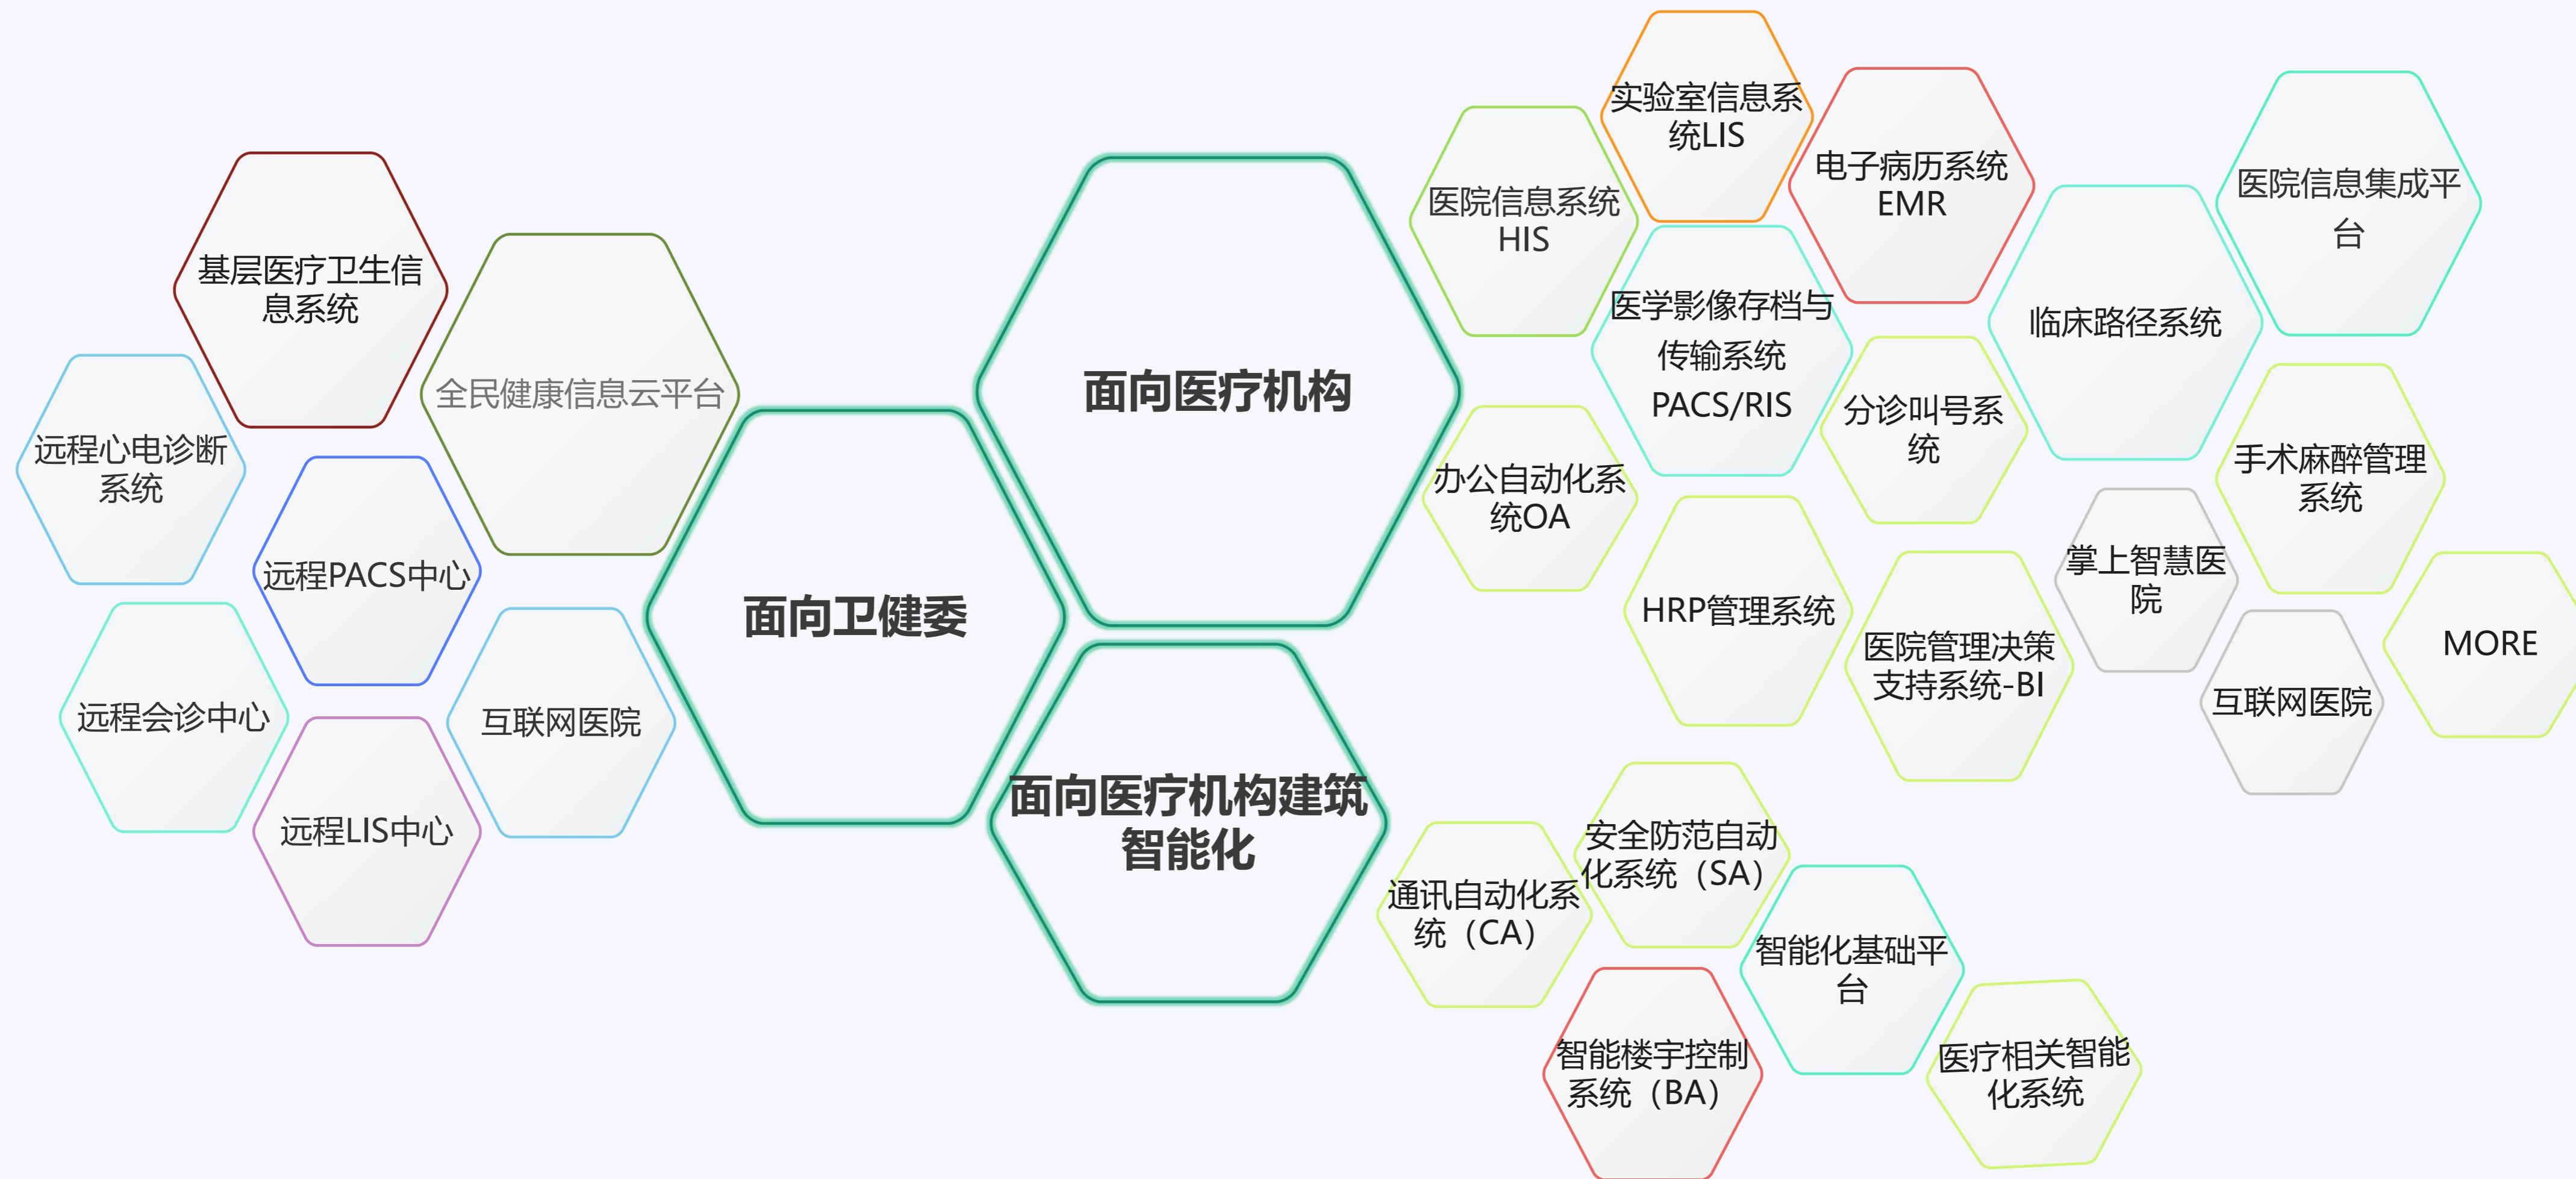 基层医疗卫生信
息系统
全民健康信息云平台
远程心电诊断
系统
远程PACS中心
远程会诊中心
互联网医院
远程LIS中心
面向卫健委
面向医疗机构
面向医疗机构建筑
智能化
实验室信息系
统LIS
医院信息系统
HIS
电子病历系统
EMR
医院信息集成平
台
医学影像存档与
传输系统
PACS/RIS
临床路径系统
分诊叫号系
统
办公自动化系
统OA
手术麻醉管理
系统
HRP管理系统
医院管理决策
支持系统-BI
掌上智慧医
院
互联网医院
MORE
安全防范自动
化系统（SA）
通讯自动化系
统（CA）
智能化基础平
台
智能楼宇控制
系统（BA）
医疗相关智能
化系统